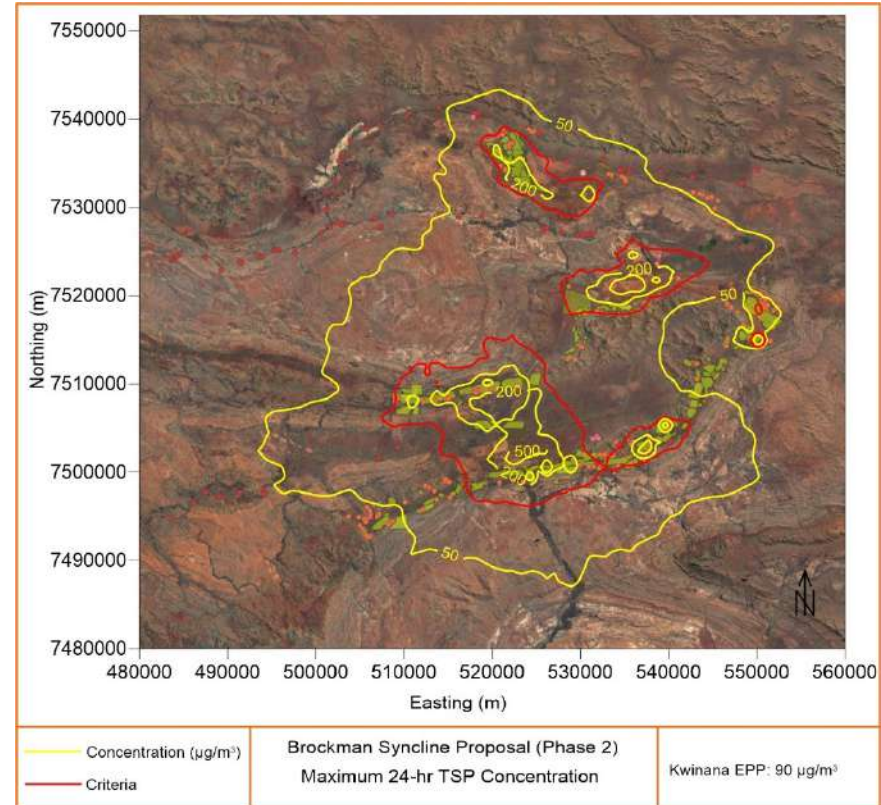 7550000
50
7540000
200
7530000
200
7520000
50
Northing (m)
7510000
200
500
7500000
200
7490000
50
N
7480000
480000 490000 500000 510000 520000 530000 540000 550000 560000
Easting (m)
Concentration (µg/m³)
Criteria
Brockman Syncline Proposal (Phase 2)
Maximum 24-hr TSP Concentration
Kwinana EPP: 90 µg/m³